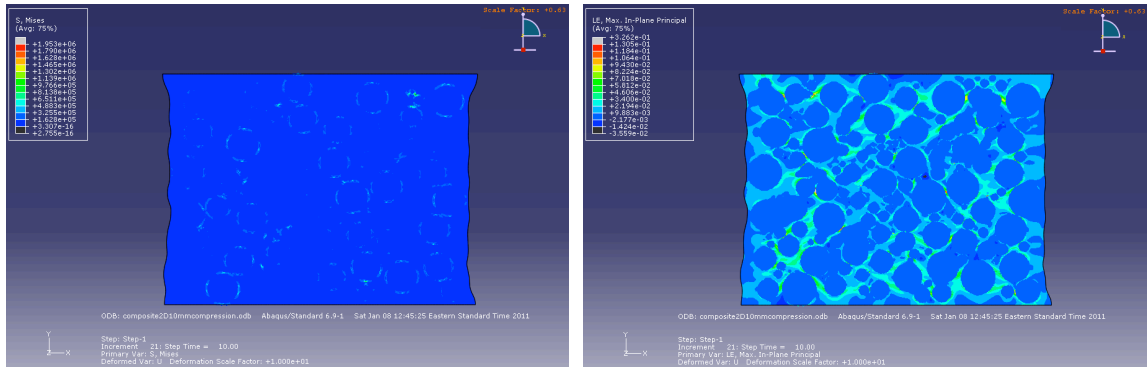 S, Mises
(Avg: 75%)
+1.953e+06
+1.790e+06
+1.628e+06
+1.465e+06
+1.302e+06
+1.139e+06
+9.766e+05
+8.138e+05
+6.511e+05
+4.883e+05
+3.255e+05
+1.628e+05
+3.307e-16
+2.755e-16
Scale Factor: +0.63
X
ODB: composite2D10mmcompression.odb Abaqus/Standard 6.9-1 Sat Jan 08 12:45:25 Eastern Standard Time 2011
Y
X
Step: Step-1
Increment 21: Step Time = 10.00
Primary Var: S, Mises
Deformed Var: U Deformation Scale Factor: +1.000e+01
LE, Max. In-Plane Principal
(Avg: 75%)
+3.262e-01
+1.305e-01
+1.184e-01
+1.064e-01
+9.430e-02
+8.224e-02
+7.018e-02
+5.812e-02
+4.606e-02
+3.400e-02
+2.194e-02
+9.883e-03
-2.177e-03
-1.424e-02
-3.559e-02
Scale Factor: +0.63
X
ODB: composite2D10mmcompression.odb Abaqus/Standard 6.9-1 Sat Jan 08 12:45:25 Eastern Standard Time 2011
Y
X
Step: Step-1
Increment 21: Step Time = 10.00
Primary Var: LE, Max. In-Plane Principal
Deformed Var: U Deformation Scale Factor: +1.000e+01